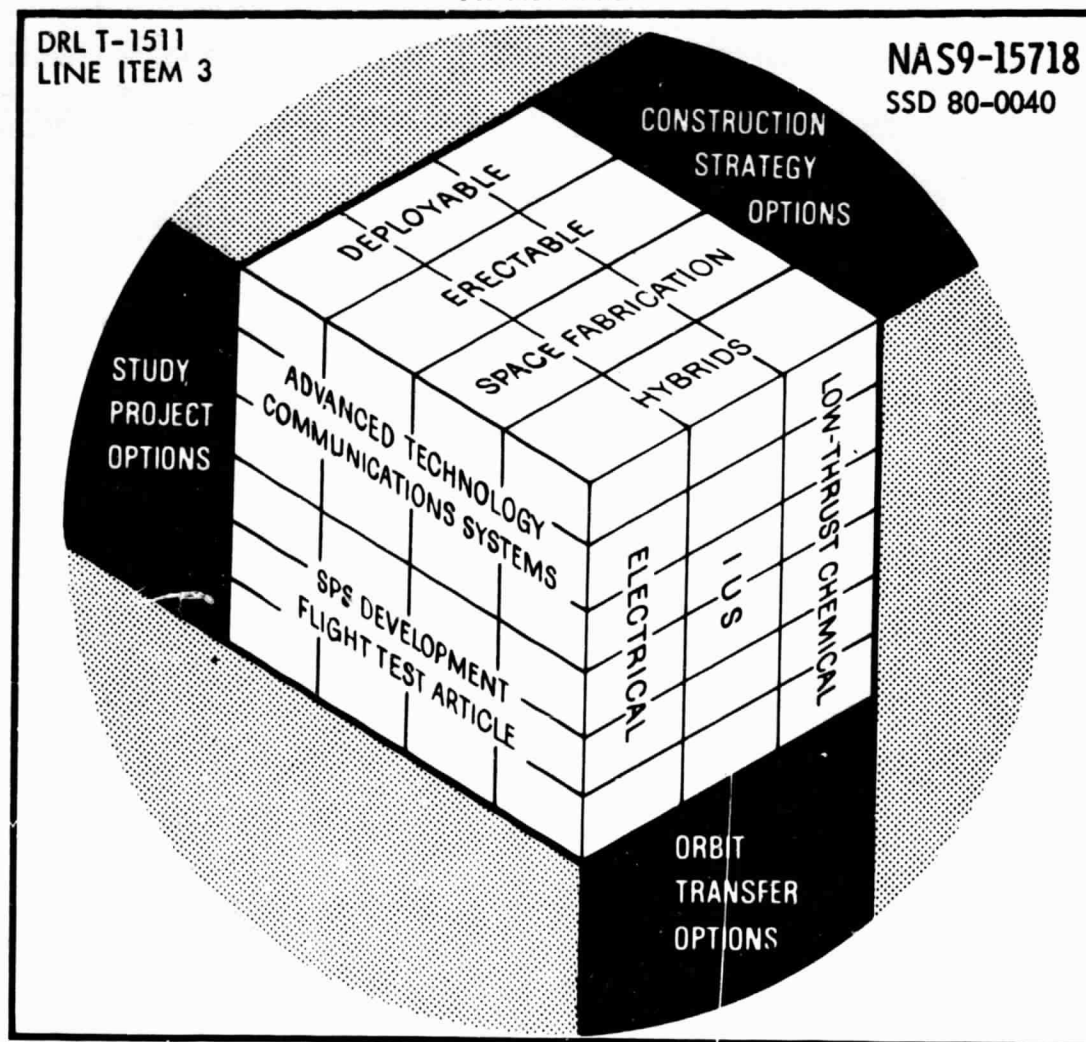 DRL T-1511
LINE ITEM 3
NAS9-15718
SSD 80-0040
CONSTRUCTION
STRATEGY
OPTIONS
DEPLOYABLE
ERECTABLE
SPACE FABRICATION
HYBRIDS
STUDY
PROJECT
OPTIONS
ADVANCED TECHNOLOGY
COMMUNICATIONS SYSTEMS
SPS DEVELOPMENT
FLIGHT TEST ARTICLE
ELECTRICAL
IUS
LOW-THRUST CHEMICAL
ORBIT
TRANSFER
OPTIONS